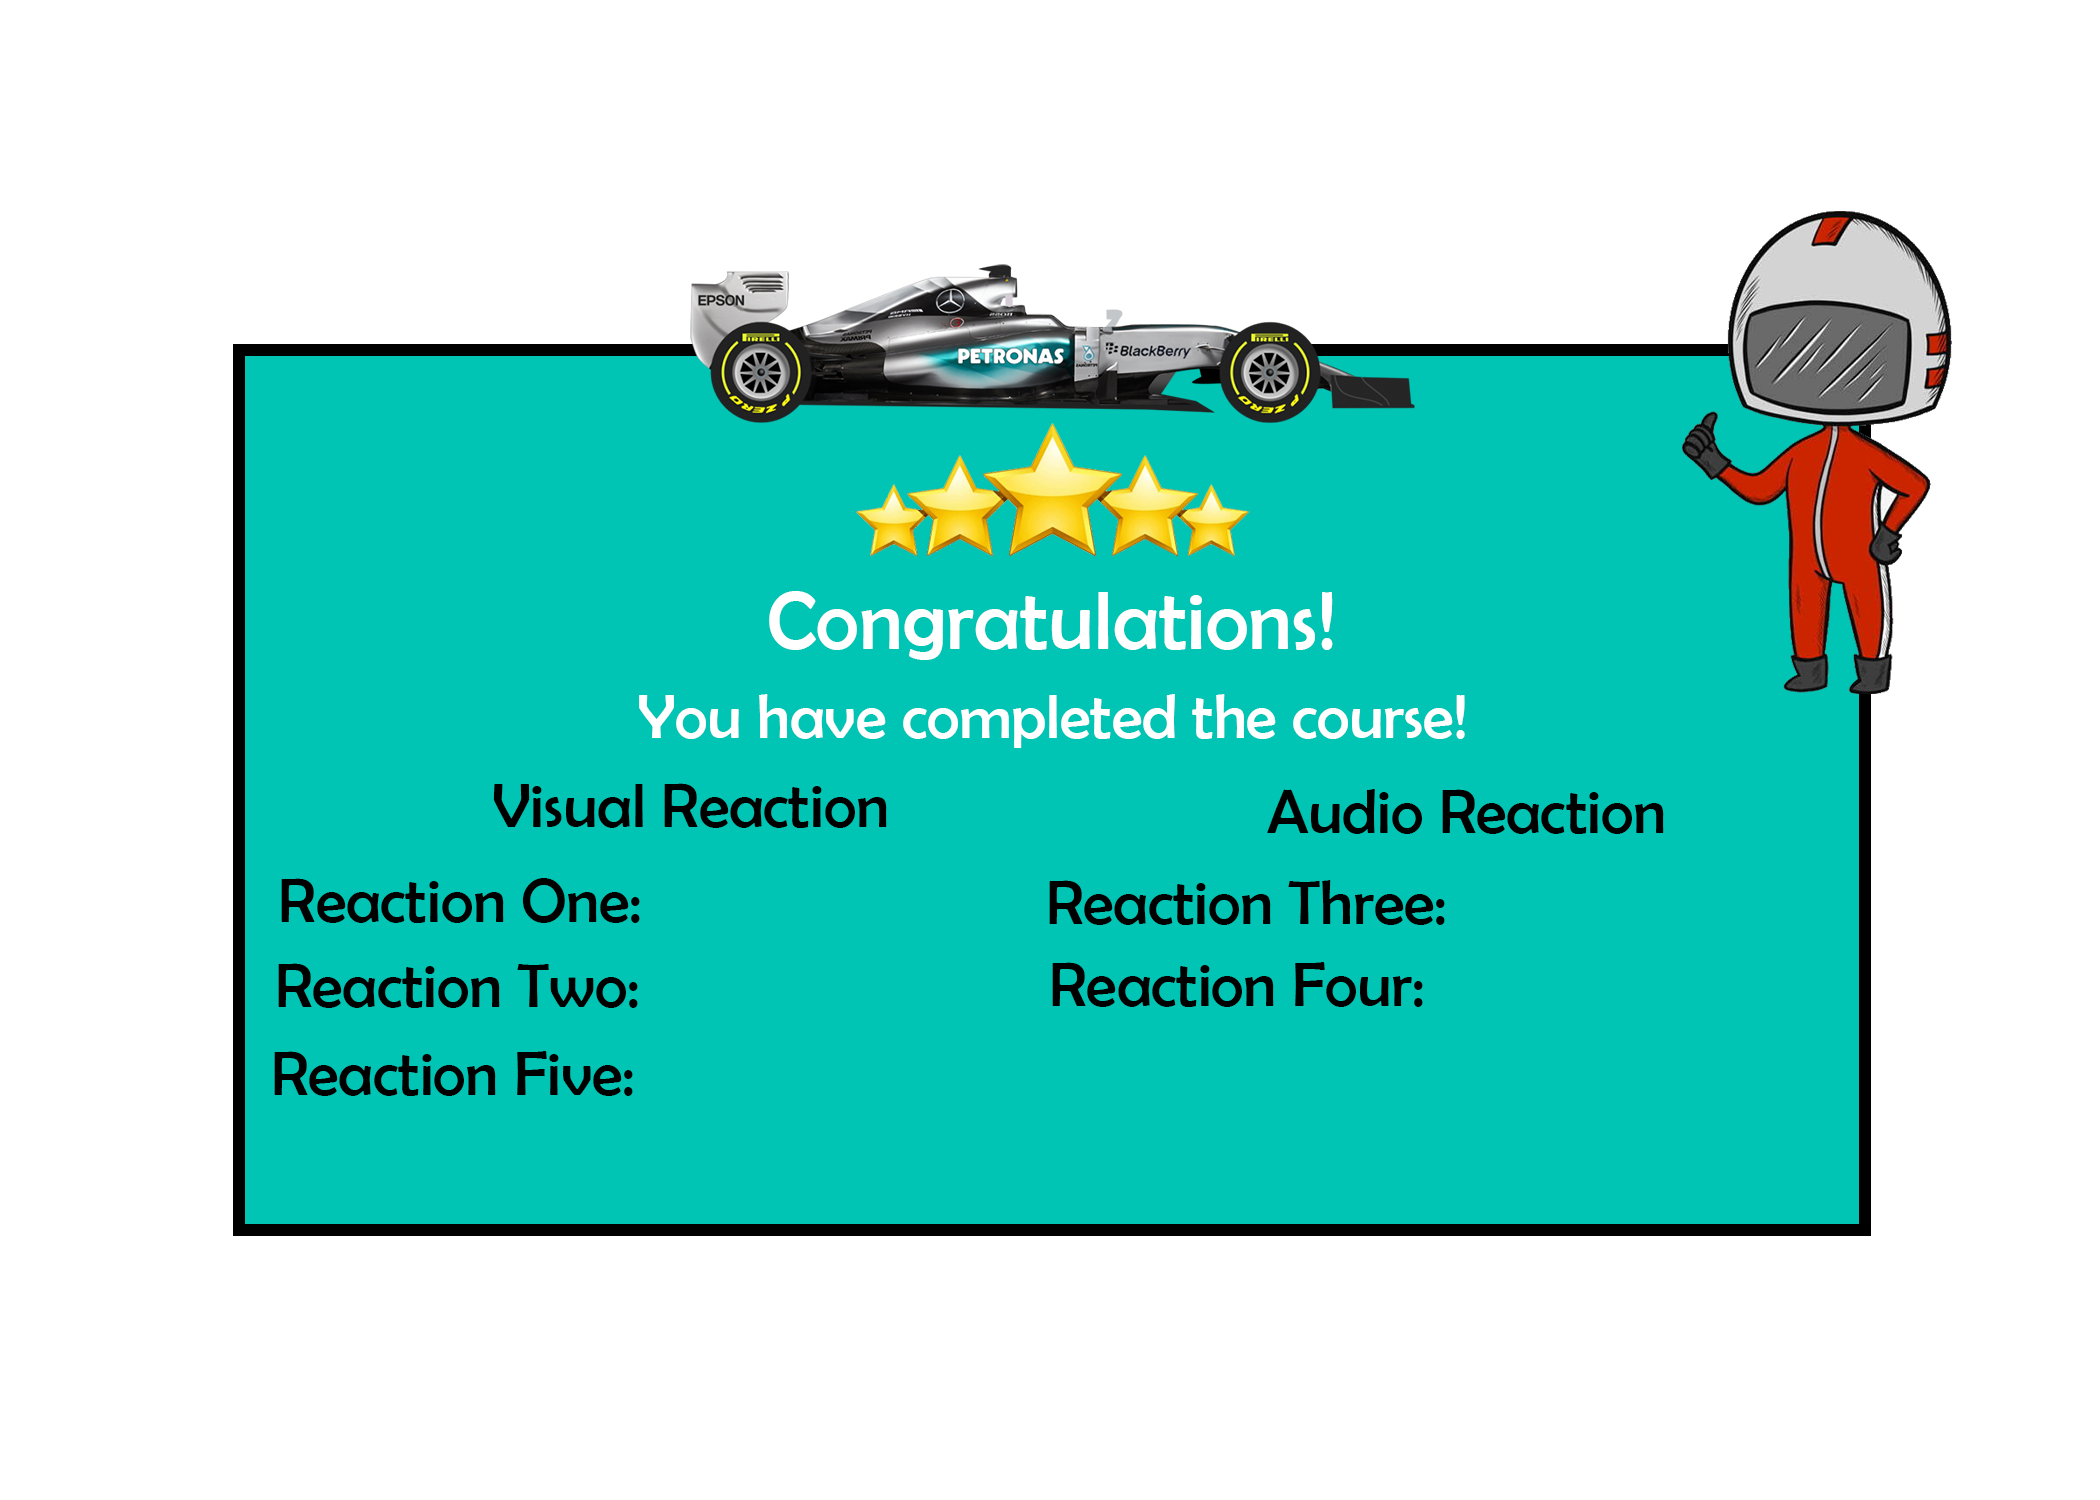 EPSON
PIRELLI
P ZERO
PETRONAS
BlackBerry
PIRELLI
P ZERO
Congratulations!
You have completed the course!
Visual Reaction
Audio Reaction
Reaction One:
Reaction Three:
Reaction Two:
Reaction Four:
Reaction Five: